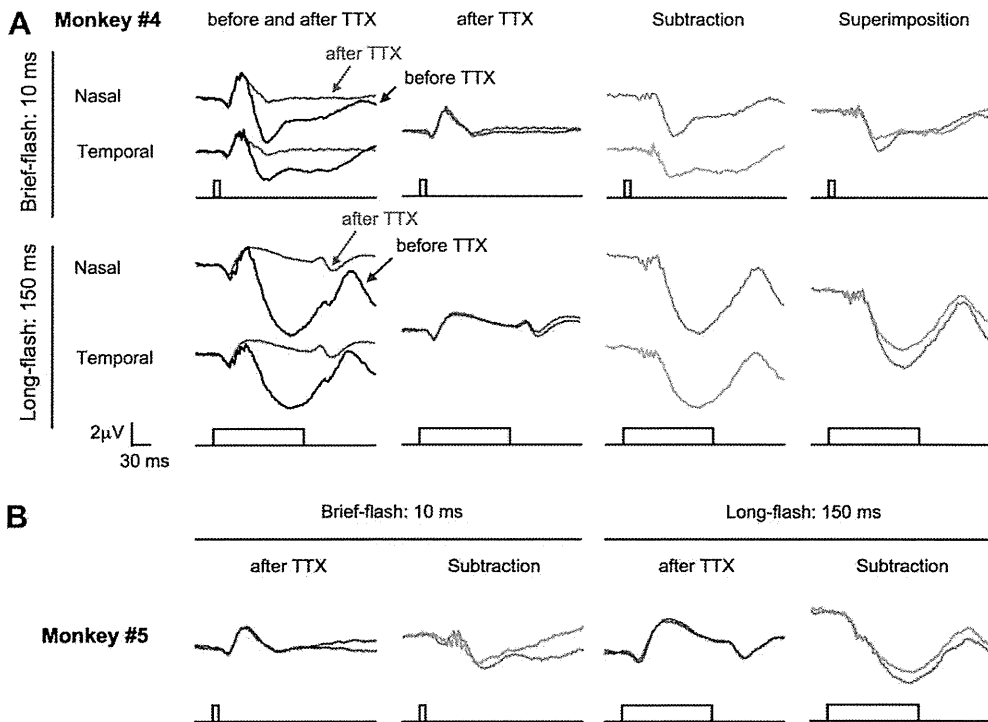 A Monkey #4 before and after TTX after TTX Subtraction Superimposition
after TTX
before TTX
Brief-flash: 10 ms
Nasal
Temporal
after TTX
before TTX
Long-flash: 150 ms
Nasal
Temporal
2μV
30 ms
B
Brief-flash: 10 ms Long-flash: 150 ms
after TTX Subtraction after TTX Subtraction
Monkey #5